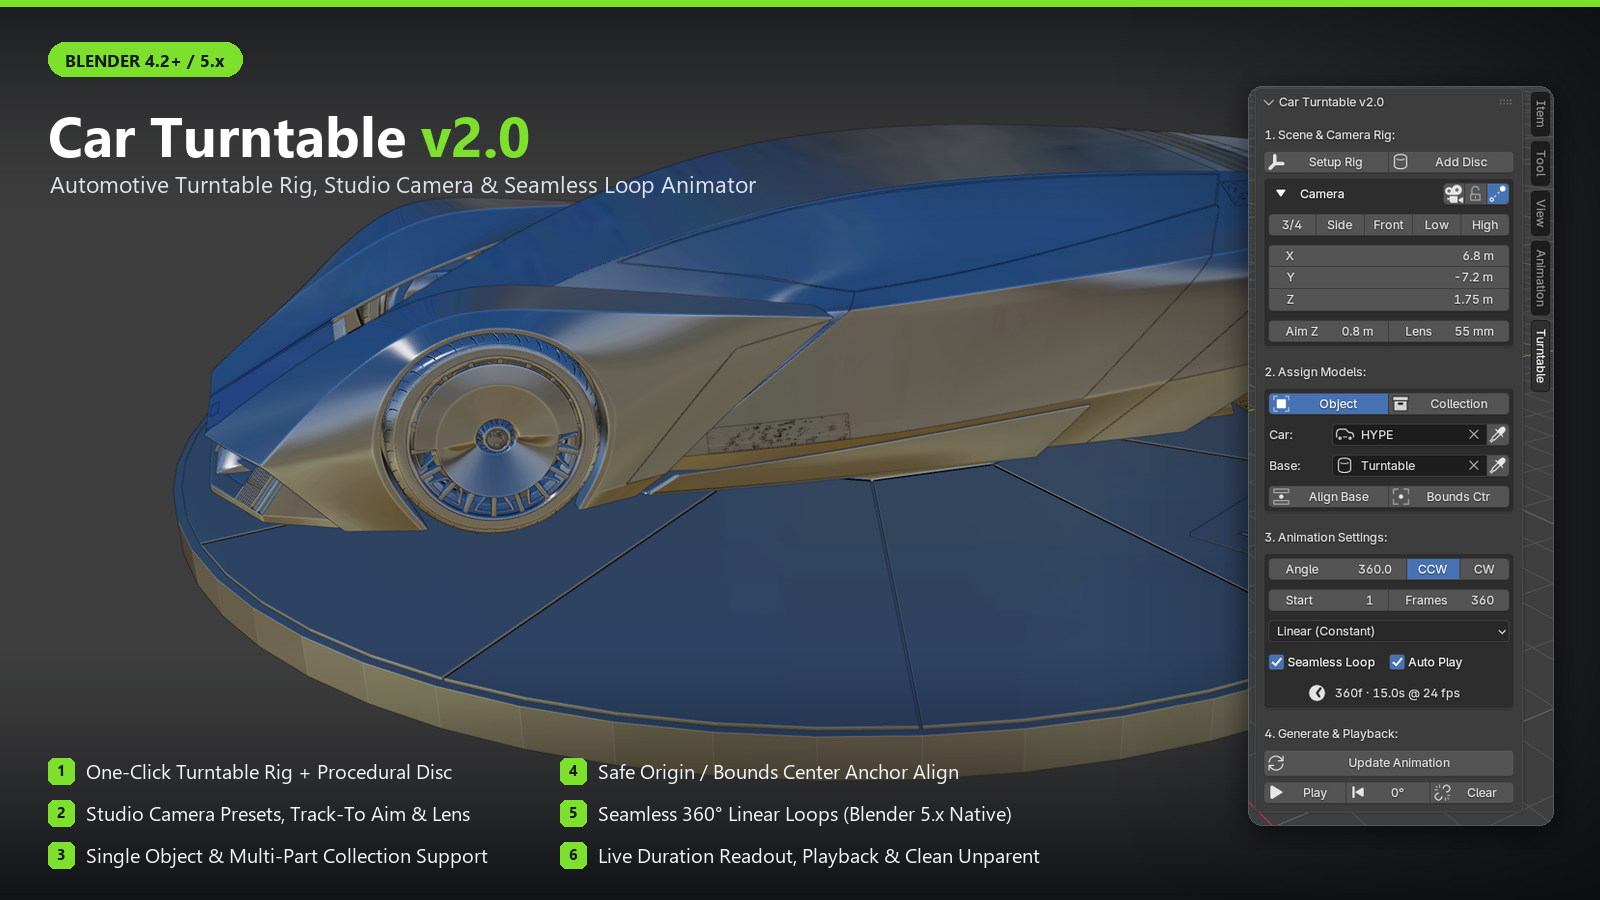 BLENDER 4.2+ / 5.x
Car Turntable v2.0
Automotive Turntable Rig, Studio Camera & Seamless Loop Animator
1 One-Click Turntable Rig + Procedural Disc
2 Studio Camera Presets, Track-To Aim & Lens
3 Single Object & Multi-Part Collection Support
4 Safe Origin / Bounds Center Anchor Align
5 Seamless 360° Linear Loops (Blender 5.x Native)
6 Live Duration Readout, Playback & Clean Unparent
Car Turntable v2.0
1. Scene & Camera Rig:
Setup Rig Add Disc
Camera
3/4 Side Front Low High
X 6.8 m
Y -7.2 m
Z 1.75 m
Aim Z 0.8 m Lens 55 mm
2. Assign Models:
Object Collection
Car: HYPE
Base: Turntable
Align Base Bounds Ctr
3. Animation Settings:
Angle 360.0 CCW CW
Start 1 Frames 360
Linear (Constant)
Seamless Loop Auto Play
360f · 15.0s @ 24 fps
4. Generate & Playback:
Update Animation
Play 0° Clear
Item
Tool
View
Animation
Turntable